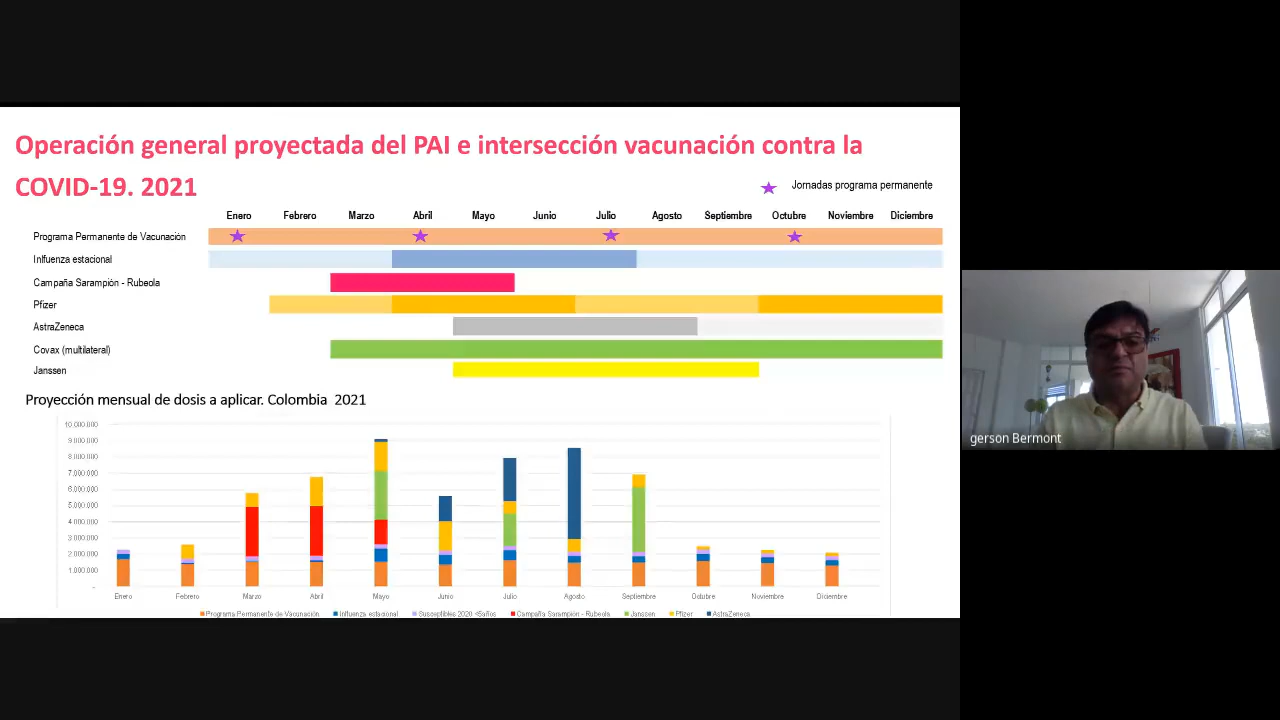 Operación general proyectada del PAI e intersección vacunación contra la
COVID-19. 2021
Jornadas programa permanente
Enero Febrero Marzo Abril Mayo Junio Julio Agosto Septiembre Octubre Noviembre Diciembre
Programa Permanente de Vacunación
Inlfuenza estacional
Campaña Sarampión - Rubeola
Pfizer
AstraZeneca
Covax (multilateral)
Janssen
Proyección mensual de dosis a aplicar. Colombia 2021
10.000.000
9.000.000
8.000.000
7.000.000
6.000.000
5.000.000
4.000.000
3.000.000
2.000.000
1.000.000
-
Enero Febrero Marzo Abril Mayo Junio Julio Agosto Septiembre Octubre Noviembre Diciembre
Programa Permanente de Vacunación Influenza estacional Susceptibles 2020 <5años Campaña Sarampión - Rubeola Janssen Pfizer AstraZeneca
gerson Bermont